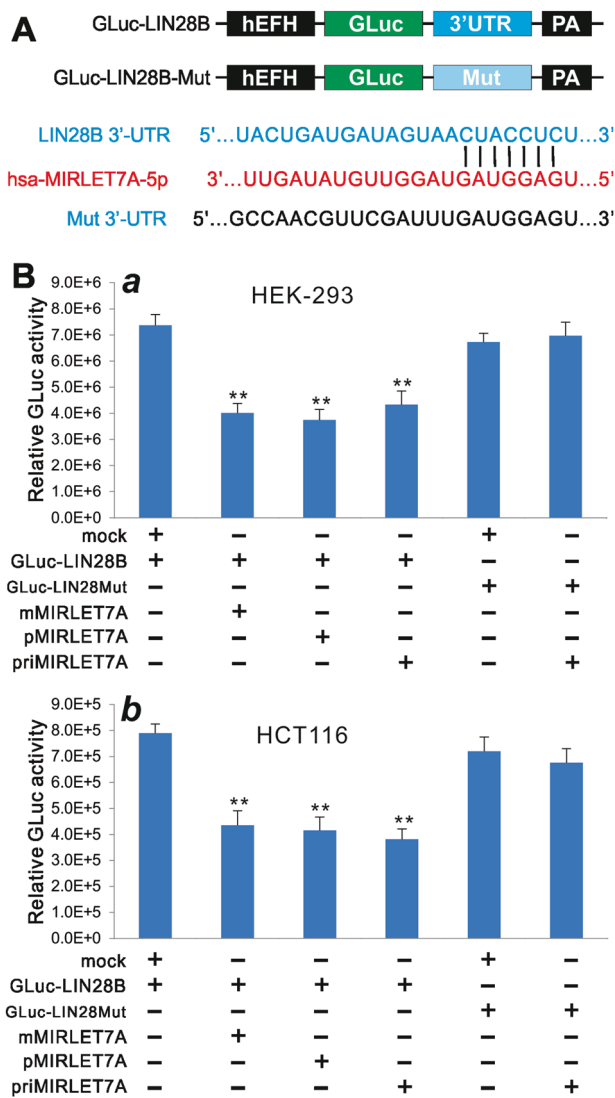 A
GLuc-LIN28B hEFH GLuc 3'UTR PA
GLuc-LIN28B-Mut hEFH GLuc Mut PA
LIN28B 3'-UTR 5'...UACUGAUGAUAGUAACUACCUCU...3'
hsa-MIRLET7A-5p 3'...UUGAUAUGUUGGAUGAUGGAGU...5'
Mut 3'-UTR 5'...GCCAACGUUCGAUUUGAUGGAGU...3'
B a
HEK-293
Relative GLuc activity
9.0E+6
8.0E+6
7.0E+6
6.0E+6
5.0E+6
4.0E+6
3.0E+6
2.0E+6
1.0E+6
0.0E+6
** ** **
mock + − − − + −
GLuc-LIN28B + + + + − −
GLuc-LIN28Mut − − − − + +
mMIRLET7A − + − − − −
pMIRLET7A − − + − − −
priMIRLET7A − − − + − +
b
HCT116
Relative GLuc activity
9.0E+5
8.0E+5
7.0E+5
6.0E+5
5.0E+5
4.0E+5
3.0E+5
2.0E+5
1.0E+5
0.0E+5
** ** **
mock + − − − + −
GLuc-LIN28B + + + + − −
GLuc-LIN28Mut − − − − + +
mMIRLET7A − + − − − −
pMIRLET7A − − + − − −
priMIRLET7A − − − + − +